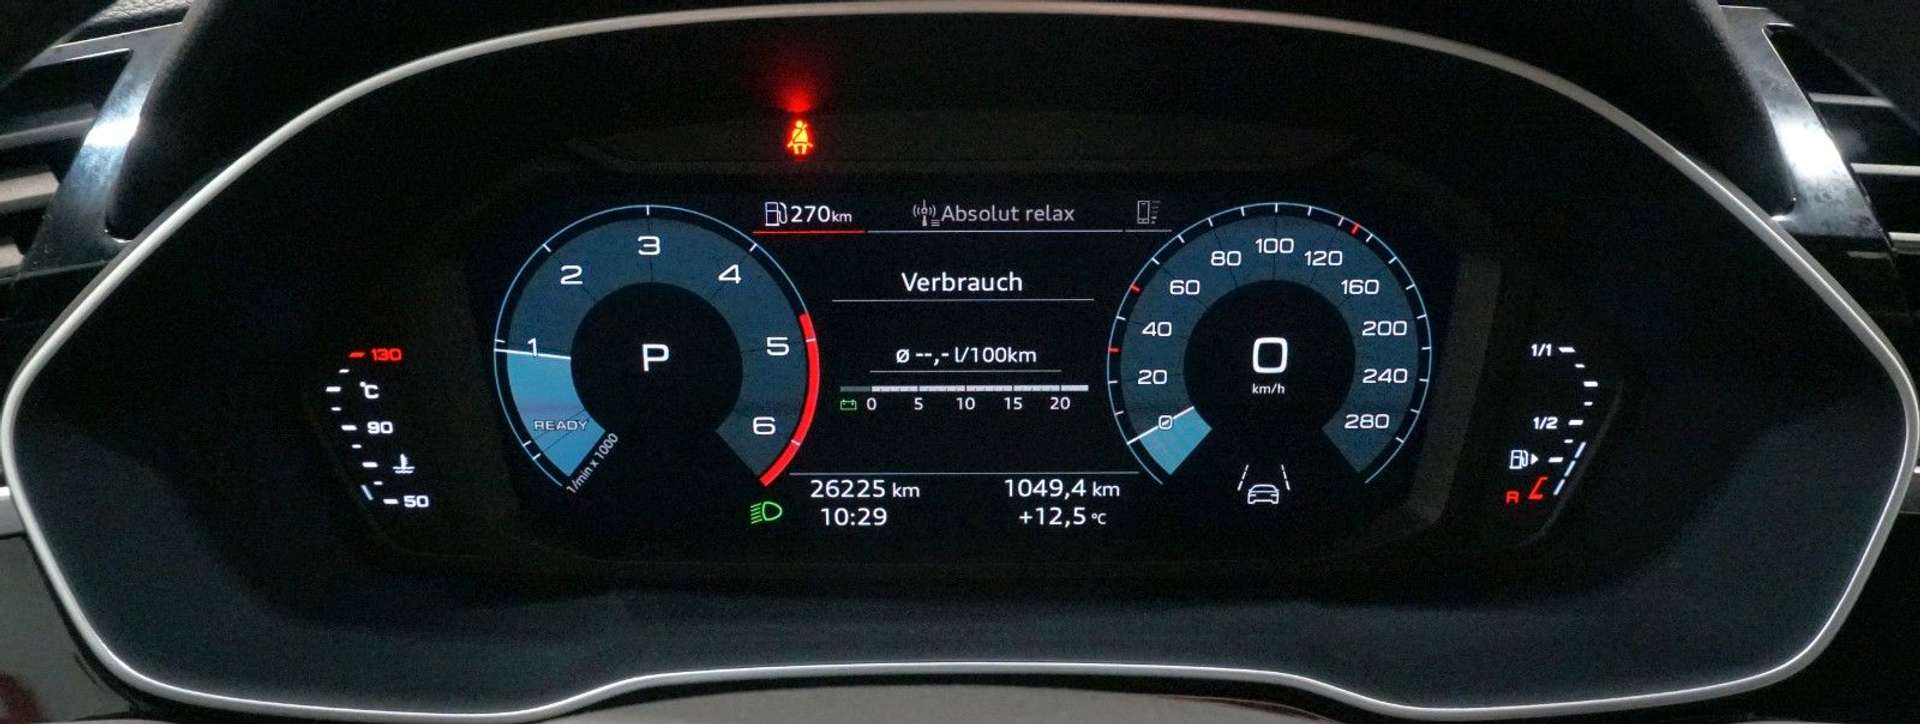 270 km
Absolut relax
Verbrauch
ø --,- l/100km
0 5 10 15 20
26225 km
1049,4 km
10:29
+12,5 °C
1 2 3 4 5 6
P
READY
1/min x 1000
0 20 40 60 80 100 120 160 200 240 280
0
km/h
130
°C
90
50
1/1
1/2
R